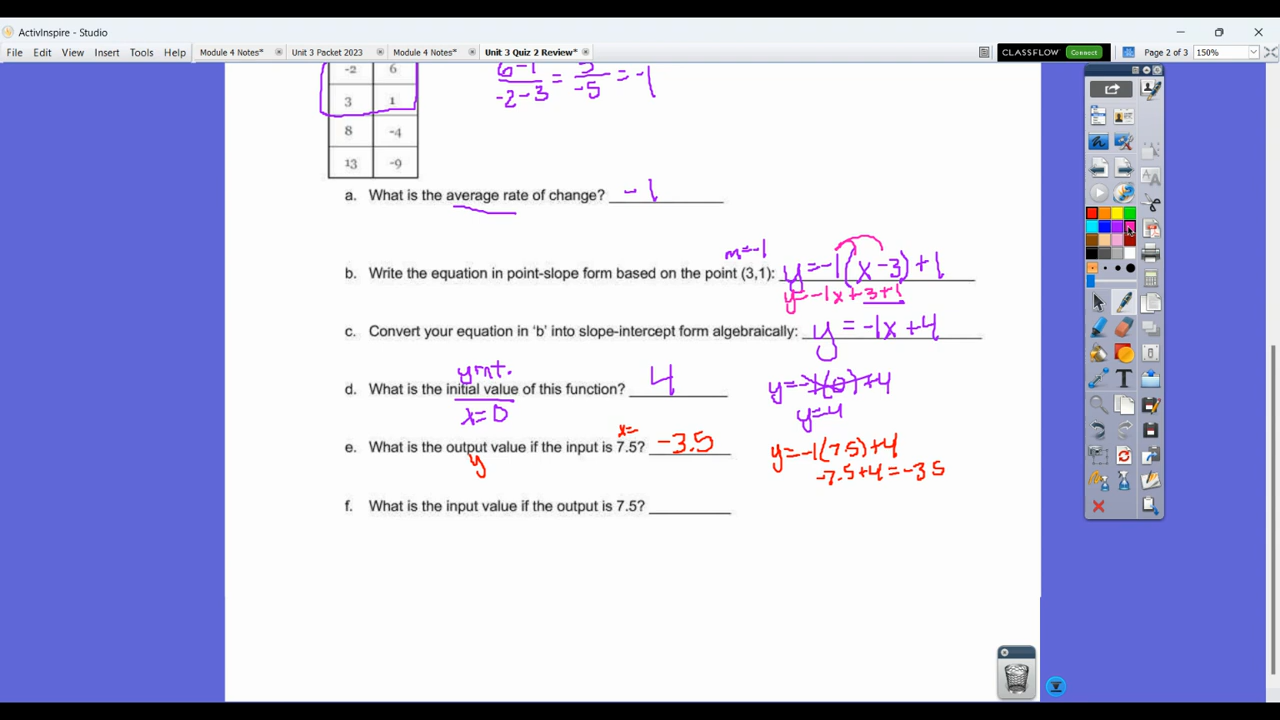 ActivInspire - Studio
File Edit View Insert Tools Help Module 4 Notes* Unit 3 Packet 2023 Module 4 Notes* Unit 3 Quiz 2 Review* CLASSFLOW Connect Page 2 of 3 150%
-2 6
3 1
8 -4
13 -9
6-1 / -2-3 = 5 / -5 = -1
a. What is the average rate of change? -1
m=-1
b. Write the equation in point-slope form based on the point (3,1): y=-1(x-3)+1
y=-1x+3+1
c. Convert your equation in 'b' into slope-intercept form algebraically: y=-1x+4
y int.
d. What is the initial value of this function? 4 y=-1(0)+4
x=0 y=4
x=
e. What is the output value if the input is 7.5? -3.5 y=-1(7.5)+4
y -7.5+4=-3.5
f. What is the input value if the output is 7.5?